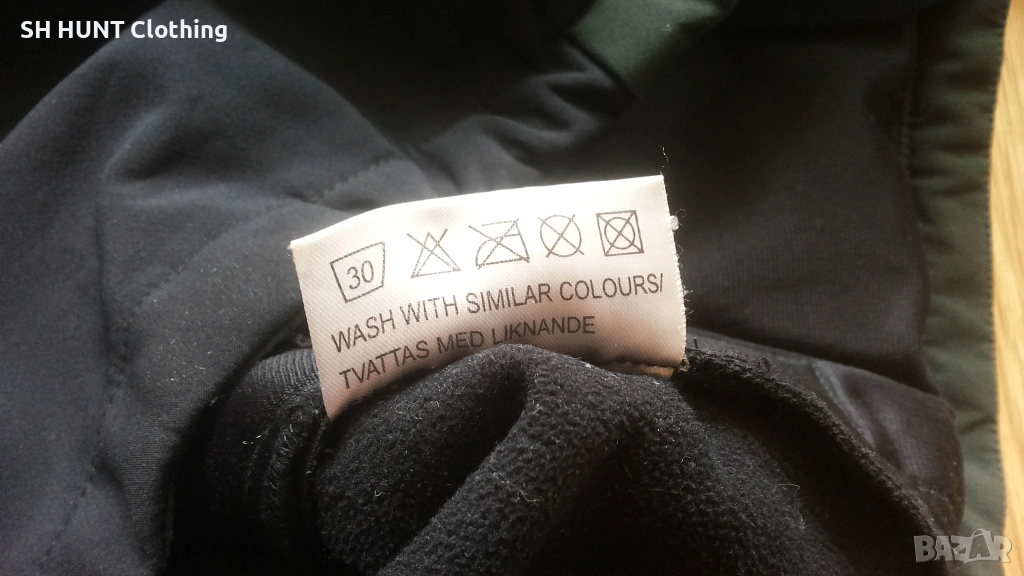 SH HUNT Clothing
30
WASH WITH SIMILAR COLOURS/
TVATTAS MED LIKNANDE
BAZAR